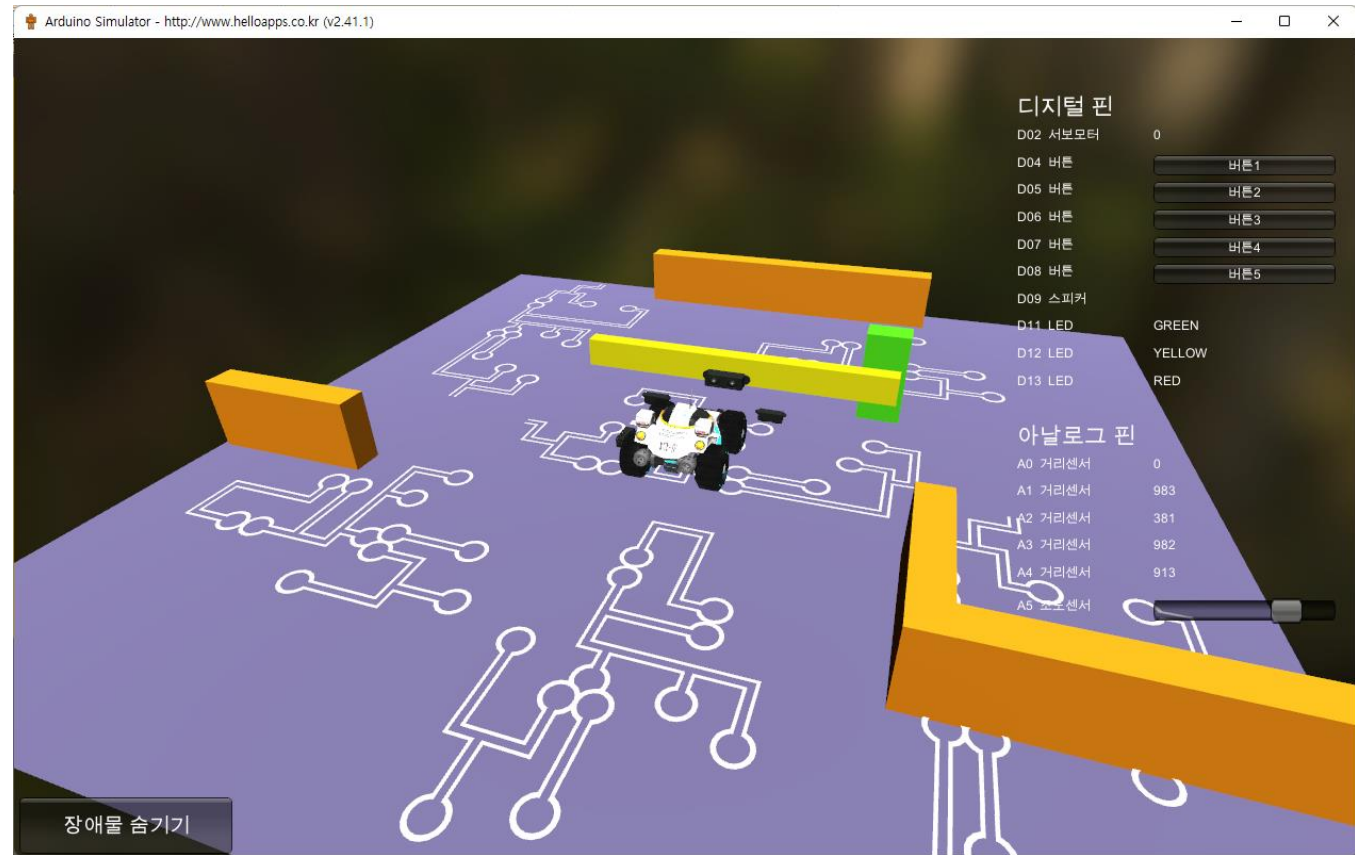 Arduino Simulator - http://www.helloapps.co.kr (v2.41.1)
디지털 핀
D02 서보모터 0
D04 버튼 버튼1
D05 버튼 버튼2
D06 버튼 버튼3
D07 버튼 버튼4
D08 버튼 버튼5
D09 스피커
D11 LED GREEN
D12 LED YELLOW
D13 LED RED
아날로그 핀
A0 거리센서 0
A1 거리센서 983
A2 거리센서 381
A3 거리센서 982
A4 거리센서 913
A5 조도센서
장애물 숨기기